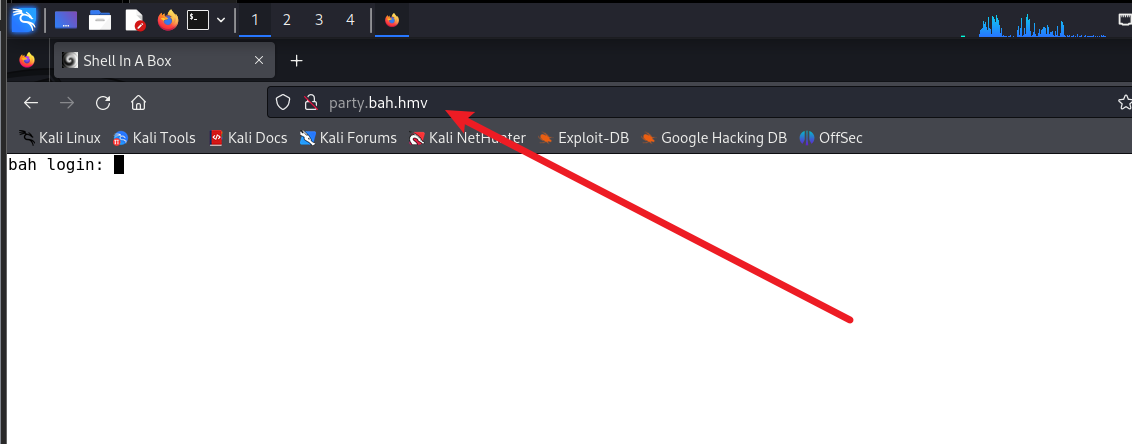 1 2 3 4
Shell In A Box
party.bah.hmv
Kali Linux Kali Tools Kali Docs Kali Forums Kali NetHunter Exploit-DB Google Hacking DB OffSec
bah login: